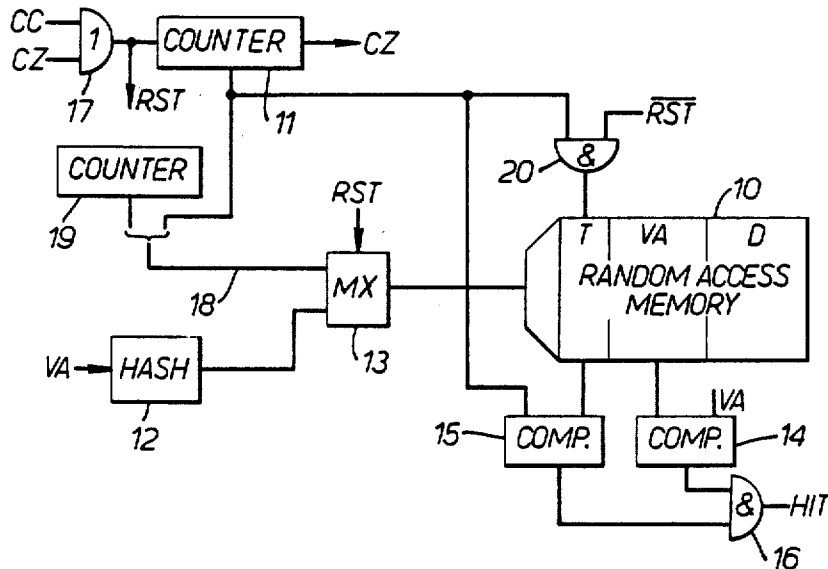 CC
CZ
1
17
RST
COUNTER
CZ
11
RST
&
20
COUNTER
19
RST
10
T VA D
RANDOM ACCESS
MEMORY
18
MX
13
VA
HASH
12
15
COMP.
VA
COMP.
14
&
HIT
16